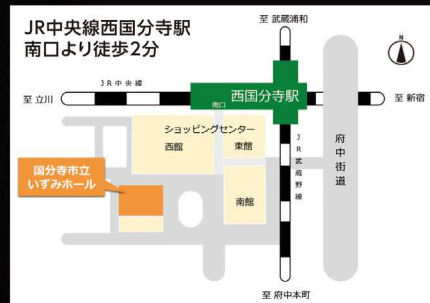 JR中央線西国分寺駅
南口より徒歩2分
至 武蔵浦和
N
JR中央線
西国分寺駅
南口
至 立川
至 新宿
ショッピングセンター
西館
東館
南館
国分寺市立
いずみホール
JR武蔵野線
府中街道
至 府中本町